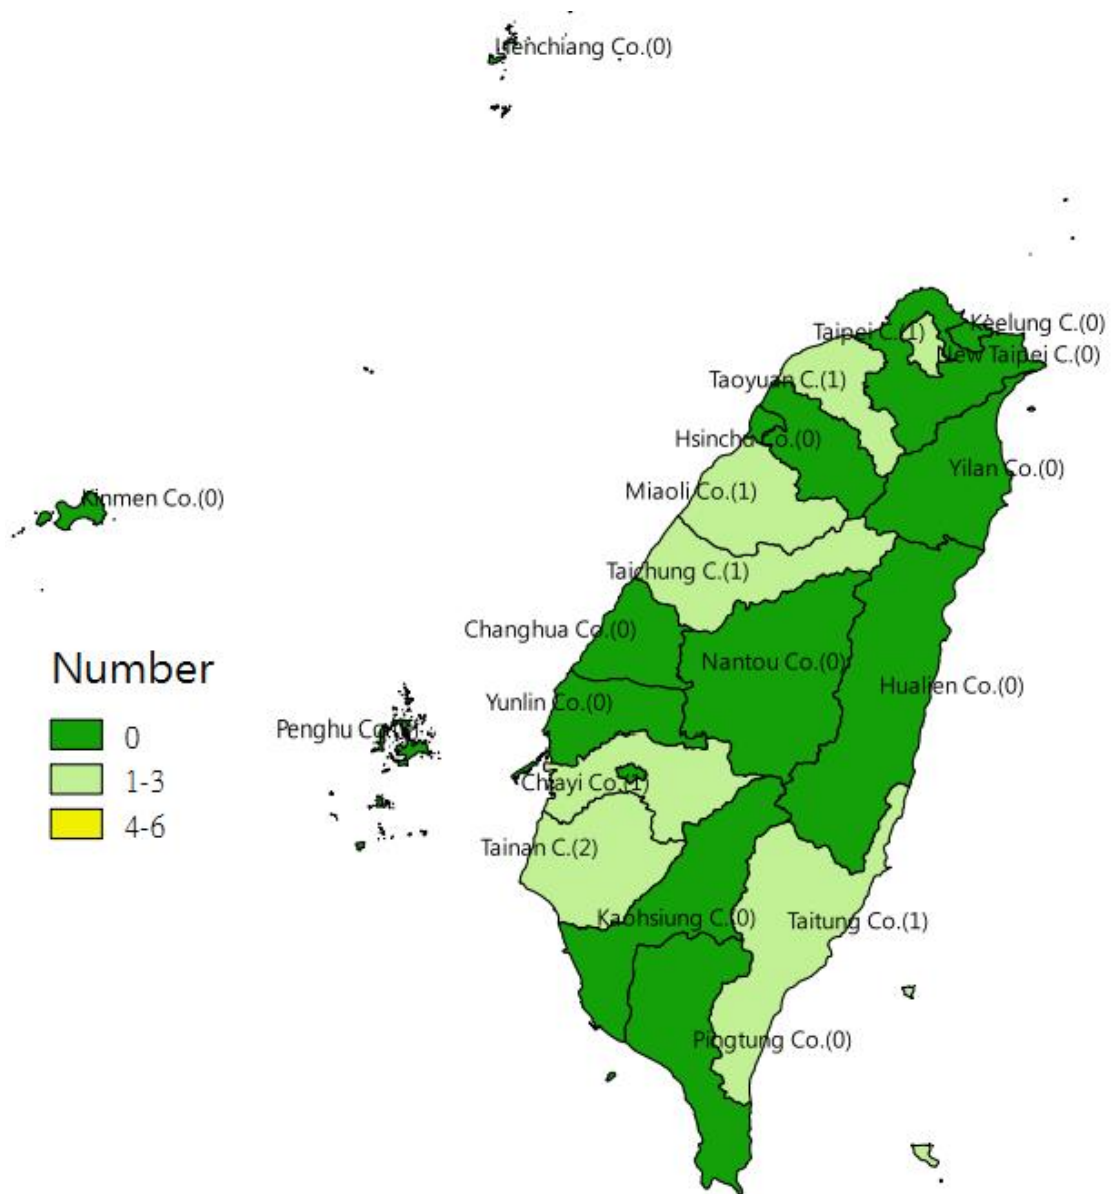 Lienchiang Co.(0)
Keelung C.(0)
Taipei C.(1)
New Taipei C.(0)
Taoyuan C.(1)
Hsinchu Co.(0)
Yilan Co.(0)
Miaoli Co.(1)
Kinmen Co.(0)
Taichung C.(1)
Changhua Co.(0)
Nantou Co.(0)
Hualien Co.(0)
Yunlin Co.(0)
Penghu
Chiayi Co.(1)
Tainan C.(2)
Kaohsiung C.(0)
Taitung Co.(1)
Pingtung Co.(0)
Number
0
1-3
4-6